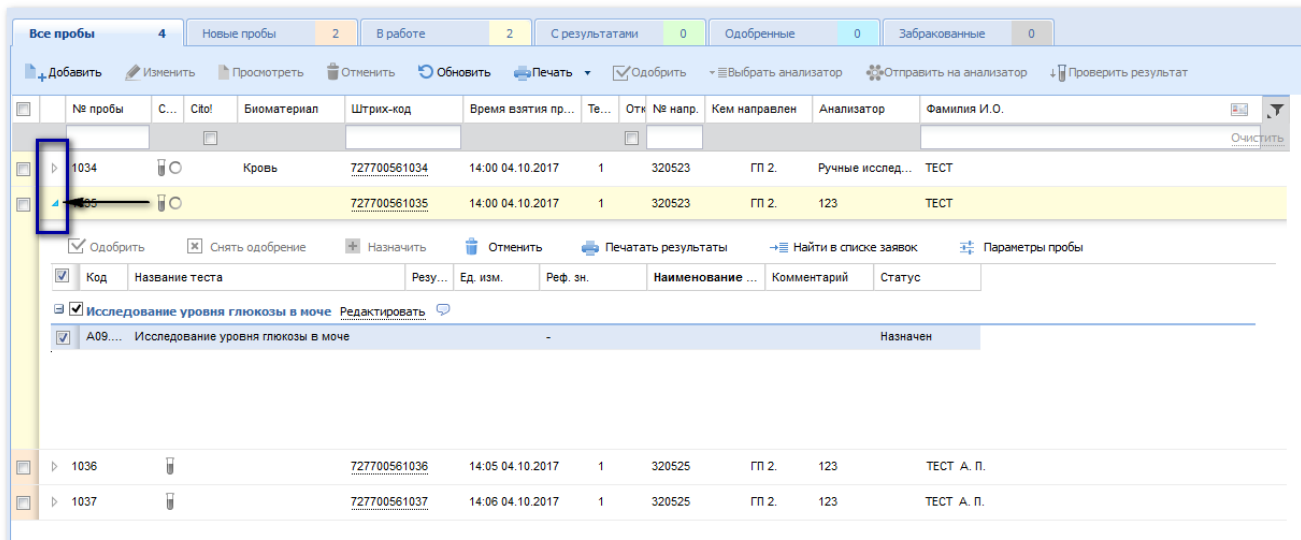 Все пробы 4 Новые пробы 2 В работе 2 С результатами 0 Одобренные 0 Забракованные 0
Добавить Изменить Просмотреть Отменить Обновить Печать Одобрить Выбрать анализатор Отправить на анализатор Проверить результат
№ пробы С... Cito! Биоматериал Штрих-код Время взятия пр... Те... Отк № напр. Кем направлен Анализатор Фамилия И.О.
Очистить
1034 Кровь 727700561034 14:00 04.10.2017 1 320523 ГП 2. Ручные исслед... ТЕСТ
727700561035 14:00 04.10.2017 1 320523 ГП 2. 123 ТЕСТ
Одобрить Снять одобрение Назначить Отменить Печатать результаты Найти в списке заявок Параметры пробы
Код Название теста Резу... Ед. изм. Реф. зн. Наименование ... Комментарий Статус
Исследование уровня глюкозы в моче Редактировать
A09.... Исследование уровня глюкозы в моче - Назначен
1036 727700561036 14:05 04.10.2017 1 320525 ГП 2. 123 ТЕСТ А. П.
1037 727700561037 14:06 04.10.2017 1 320525 ГП 2. 123 ТЕСТ А. П.